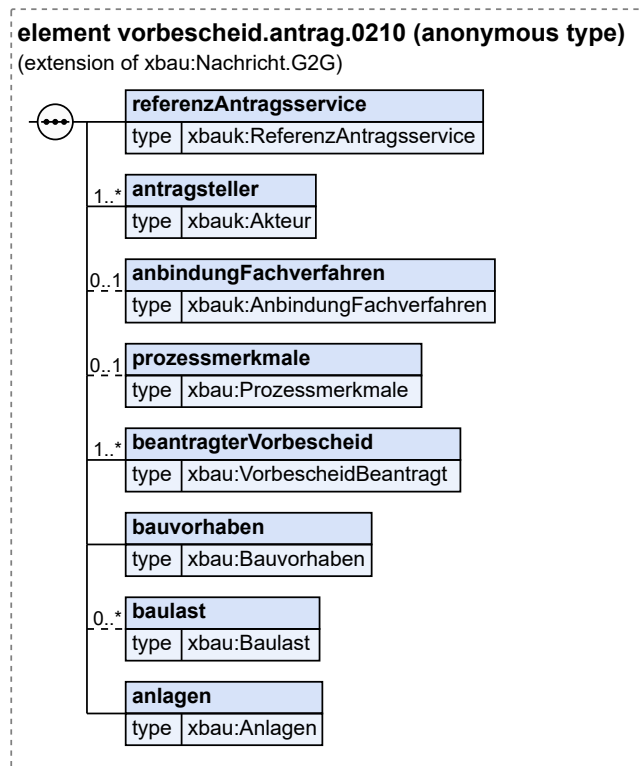 element vorbescheid.antrag.0210 (anonymous type)
(extension of xbau:Nachricht.G2G)
referenzAntragsservice
type xbauk:ReferenzAntragsservice
1..* antragsteller
type xbauk:Akteur
0..1 anbindungFachverfahren
type xbauk:AnbindungFachverfahren
0..1 prozessmerkmale
type xbau:Prozessmerkmale
1..* beantragterVorbescheid
type xbau:VorbescheidBeantragt
bauvorhaben
type xbau:Bauvorhaben
0..* baulast
type xbau:Baulast
anlagen
type xbau:Anlagen